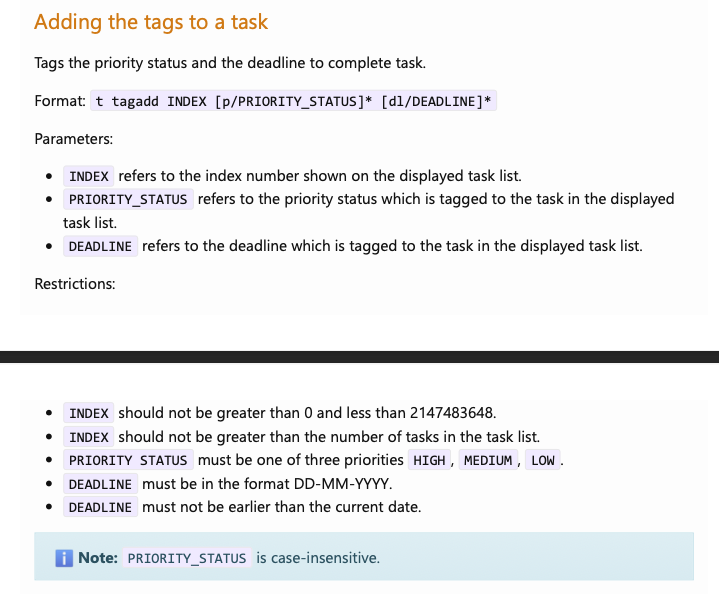 Adding the tags to a task
Tags the priority status and the deadline to complete task.
Format: t tagadd INDEX [p/PRIORITY_STATUS]* [dl/DEADLINE]*
Parameters:
• INDEX refers to the index number shown on the displayed task list.
• PRIORITY_STATUS refers to the priority status which is tagged to the task in the displayed
task list.
• DEADLINE refers to the deadline which is tagged to the task in the displayed task list.
Restrictions:
• INDEX should not be greater than 0 and less than 2147483648.
• INDEX should not be greater than the number of tasks in the task list.
• PRIORITY STATUS must be one of three priorities HIGH, MEDIUM, LOW.
• DEADLINE must be in the format DD-MM-YYYY.
• DEADLINE must not be earlier than the current date.
ℹ️ Note: PRIORITY_STATUS is case-insensitive.